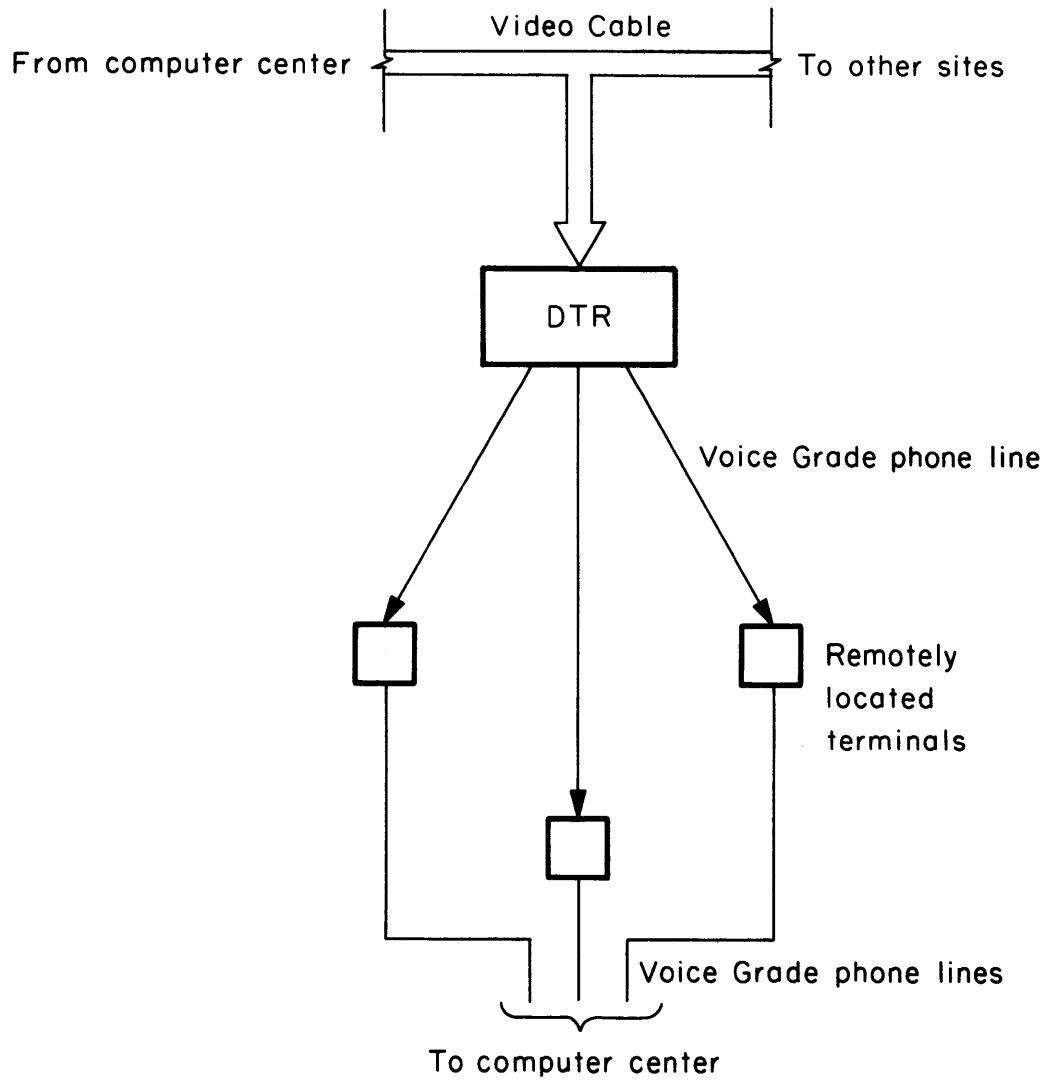 Video Cable
From computer center
To other sites
DTR
Voice Grade phone line
Remotely
located
terminals
Voice Grade phone lines
To computer center